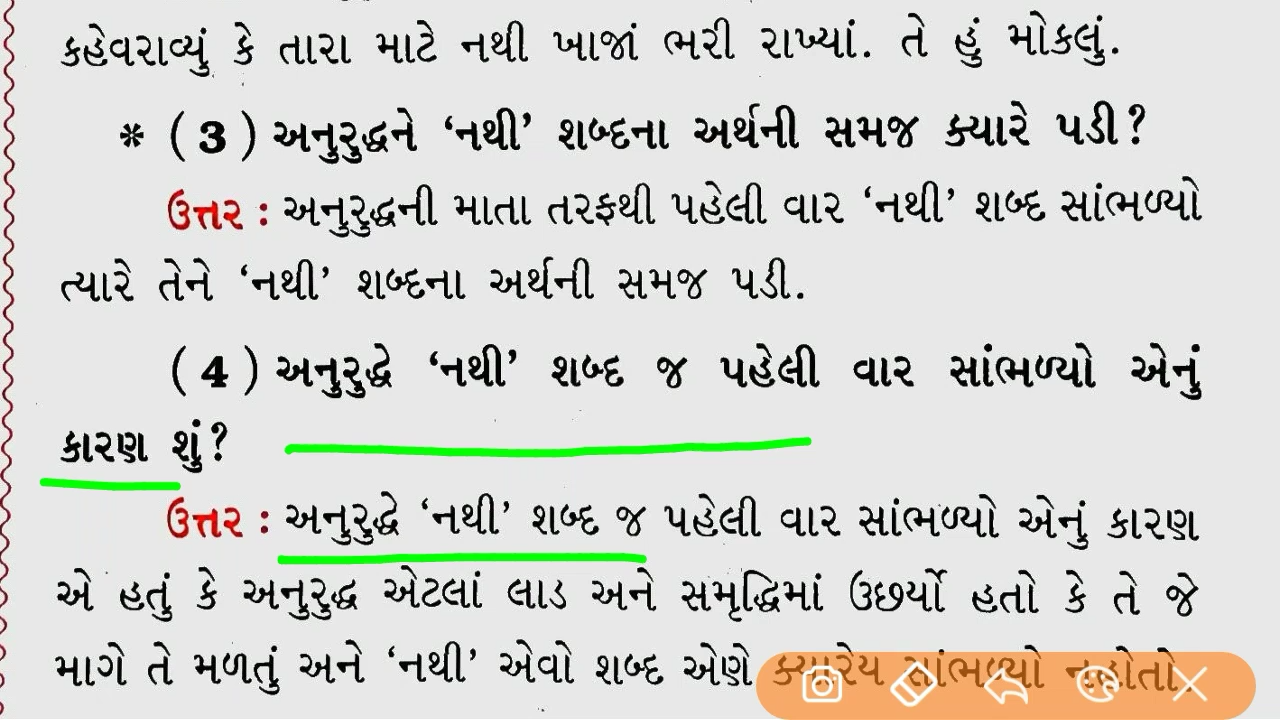 કહેવરાવ્યું કે તારા માટે નથી ખાજાં ભરી રાખ્યાં. તે હું મોકલું.
* (3) અનુરુદ્ધને ‘નથી’ શબ્દના અર્થની સમજ ક્યારે પડી?
ઉત્તર : અનુરુદ્ધની માતા તરફથી પહેલી વાર ‘નથી’ શબ્દ સાંભળ્યો
ત્યારે તેને ‘નથી’ શબ્દના અર્થની સમજ પડી.
(4) અનુરુદ્ધે ‘નથી’ શબ્દ જ પહેલી વાર સાંભળ્યો એનું
કારણ શું?
ઉત્તર : અનુરુદ્ધે ‘નથી’ શબ્દ જ પહેલી વાર સાંભળ્યો એનું કારણ
એ હતું કે અનુરુદ્ધ એટલાં લાડ અને સમૃદ્ધિમાં ઉછર્યો હતો કે તે જે
માગે તે મળતું અને ‘નથી’ એવો શબ્દ એણે ક્યારેય સાંભળ્યો નહોતો.